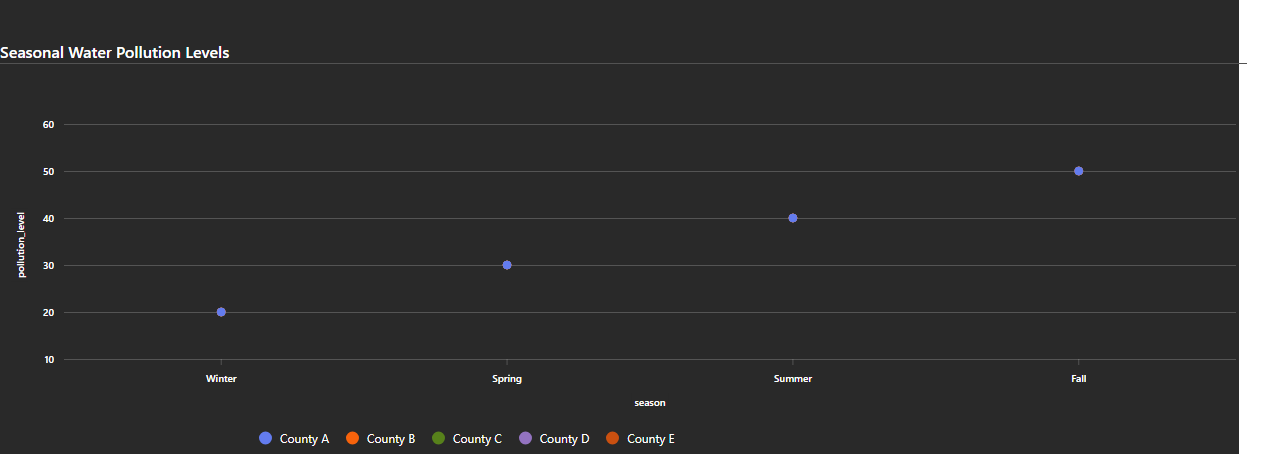 Seasonal Water Pollution Levels
60
50
40
30
20
10
pollution_level
Winter Spring Summer Fall
season
County A County B County C County D County E